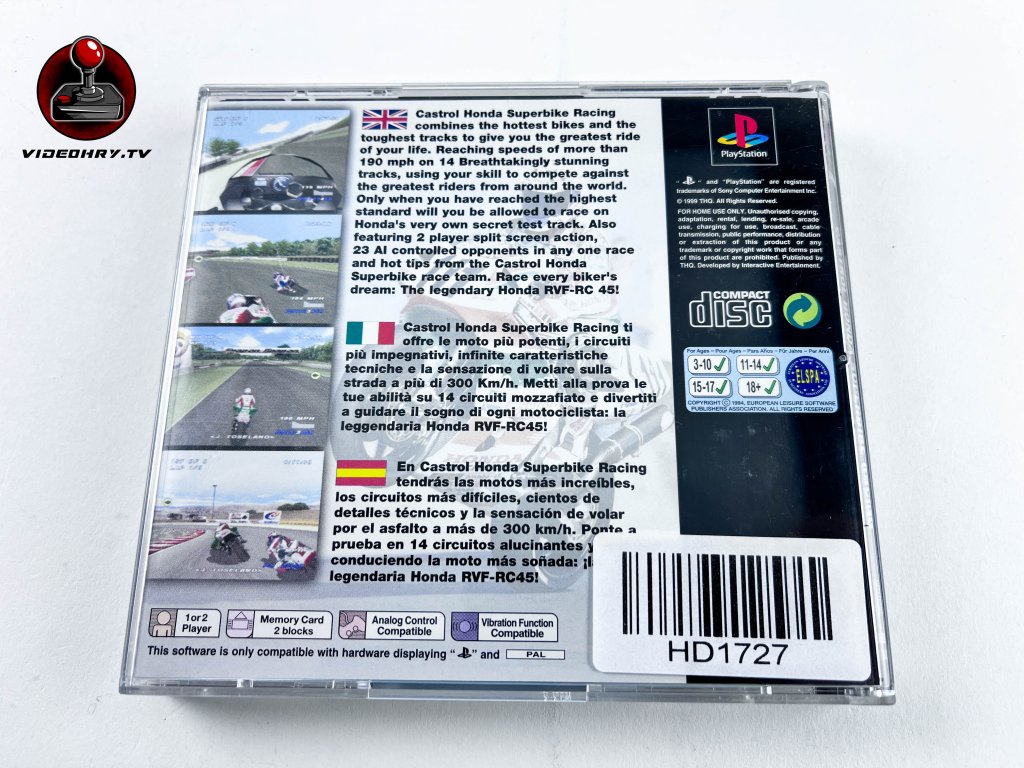 VIDEOHRY.TV
Castrol Honda Superbike Racing
combines the hottest bikes and the
toughest tracks to give you the greatest ride
of your life. Reaching speeds of more than
190 mph on 14 Breathtakingly stunning
tracks, using your skill to compete against
the greatest riders from around the world.
Only when you have reached the highest
standard will you be allowed to race on
Honda's very own secret test track. Also
featuring 2 player split screen action,
23 AI controlled opponents in any one race
and hot tips from the Castrol Honda
Superbike race team. Race every biker's
dream: The legendary Honda RVF-RC 45!
Castrol Honda Superbike Racing ti
offre le moto più potenti, i circuiti
più impegnativi, infinite caratteristiche
tecniche e la sensazione di volare sulla
strada a più di 300 Km/h. Metti alla prova le
tue abilità su 14 circuiti mozzafiato e divertiti
a guidare il sogno di ogni motociclista: la
leggendaria Honda RVF-RC45!
En Castrol Honda Superbike Racing
tendrás las motos más increíbles,
los circuitos más difíciles, cientos de
detalles técnicos y la sensación de volar
por el asfalto a más de 300 km/h. Ponte a
prueba en 14 circuitos alucinantes y
conduciendo la moto más soñada: ¡la
legendaria Honda RVF-RC45!
MPH
MPH
MPH
<J. TOSELAND>
<J. TOSELAND>
PlayStation
" " and "PlayStation" are registered
trademarks of Sony Computer Entertainment Inc.
© 1999 THQ. All Rights Reserved.
FOR HOME USE ONLY. Unauthorised copying,
adaptation, rental, lending, re-sale, arcade
use, charging for use, broadcast, cable
transmission, public performance, distribution
or extraction of this product or any
trademark or copyright work that forms part
of this product are prohibited. Published by
THQ. Developed by Interactive Entertainment.
COMPACT
disc
For Ages – Pour Ages – Para Años – Für Jahre – Per Anni
3-10 11-14
15-17 18+
ELSPA
COPYRIGHT © 1994, EUROPEAN LEISURE SOFTWARE
PUBLISHERS ASSOCIATION. ALL RIGHTS RESERVED
1 or 2
Player
Memory Card
2 blocks
Analog Control
Compatible
Vibration Function
Compatible
This software is only compatible with hardware displaying " " and PAL
HD1727